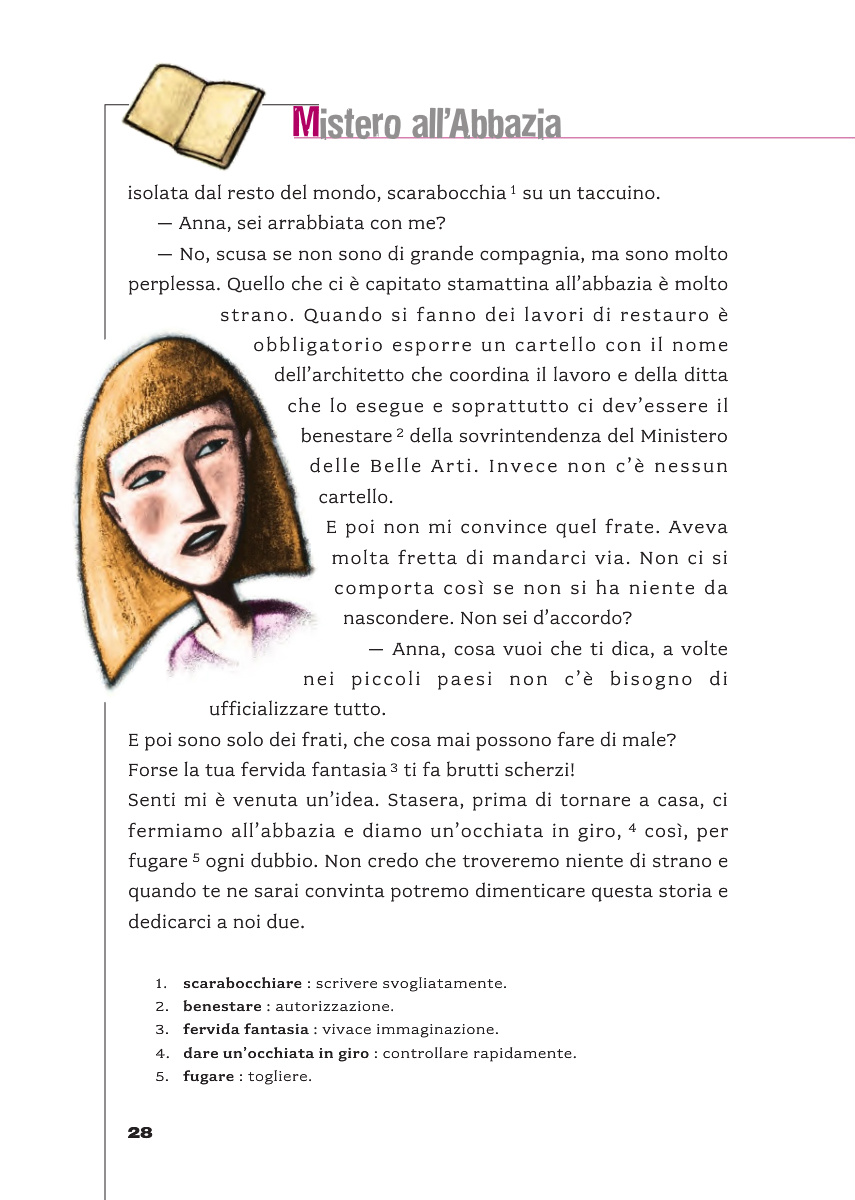 Mistero all'Abbazia
isolata dal resto del mondo, scarabocchia 1 su un taccuino.
— Anna, sei arrabbiata con me?
— No, scusa se non sono di grande compagnia, ma sono molto
perplessa. Quello che ci è capitato stamattina all'abbazia è molto
strano. Quando si fanno dei lavori di restauro è
obbligatorio esporre un cartello con il nome
dell'architetto che coordina il lavoro e della ditta
che lo esegue e soprattutto ci dev'essere il
benestare 2 della sovrintendenza del Ministero
delle Belle Arti. Invece non c'è nessun
cartello.
E poi non mi convince quel frate. Aveva
molta fretta di mandarci via. Non ci si
comporta così se non si ha niente da
nascondere. Non sei d'accordo?
— Anna, cosa vuoi che ti dica, a volte
nei piccoli paesi non c'è bisogno di
ufficializzare tutto.
E poi sono solo dei frati, che cosa mai possono fare di male?
Forse la tua fervida fantasia 3 ti fa brutti scherzi!
Senti mi è venuta un'idea. Stasera, prima di tornare a casa, ci
fermiamo all'abbazia e diamo un'occhiata in giro, 4 così, per
fugare 5 ogni dubbio. Non credo che troveremo niente di strano e
quando te ne sarai convinta potremo dimenticare questa storia e
dedicarci a noi due.
1. scarabocchiare : scrivere svogliatamente.
2. benestare : autorizzazione.
3. fervida fantasia : vivace immaginazione.
4. dare un'occhiata in giro : controllare rapidamente.
5. fugare : togliere.
28